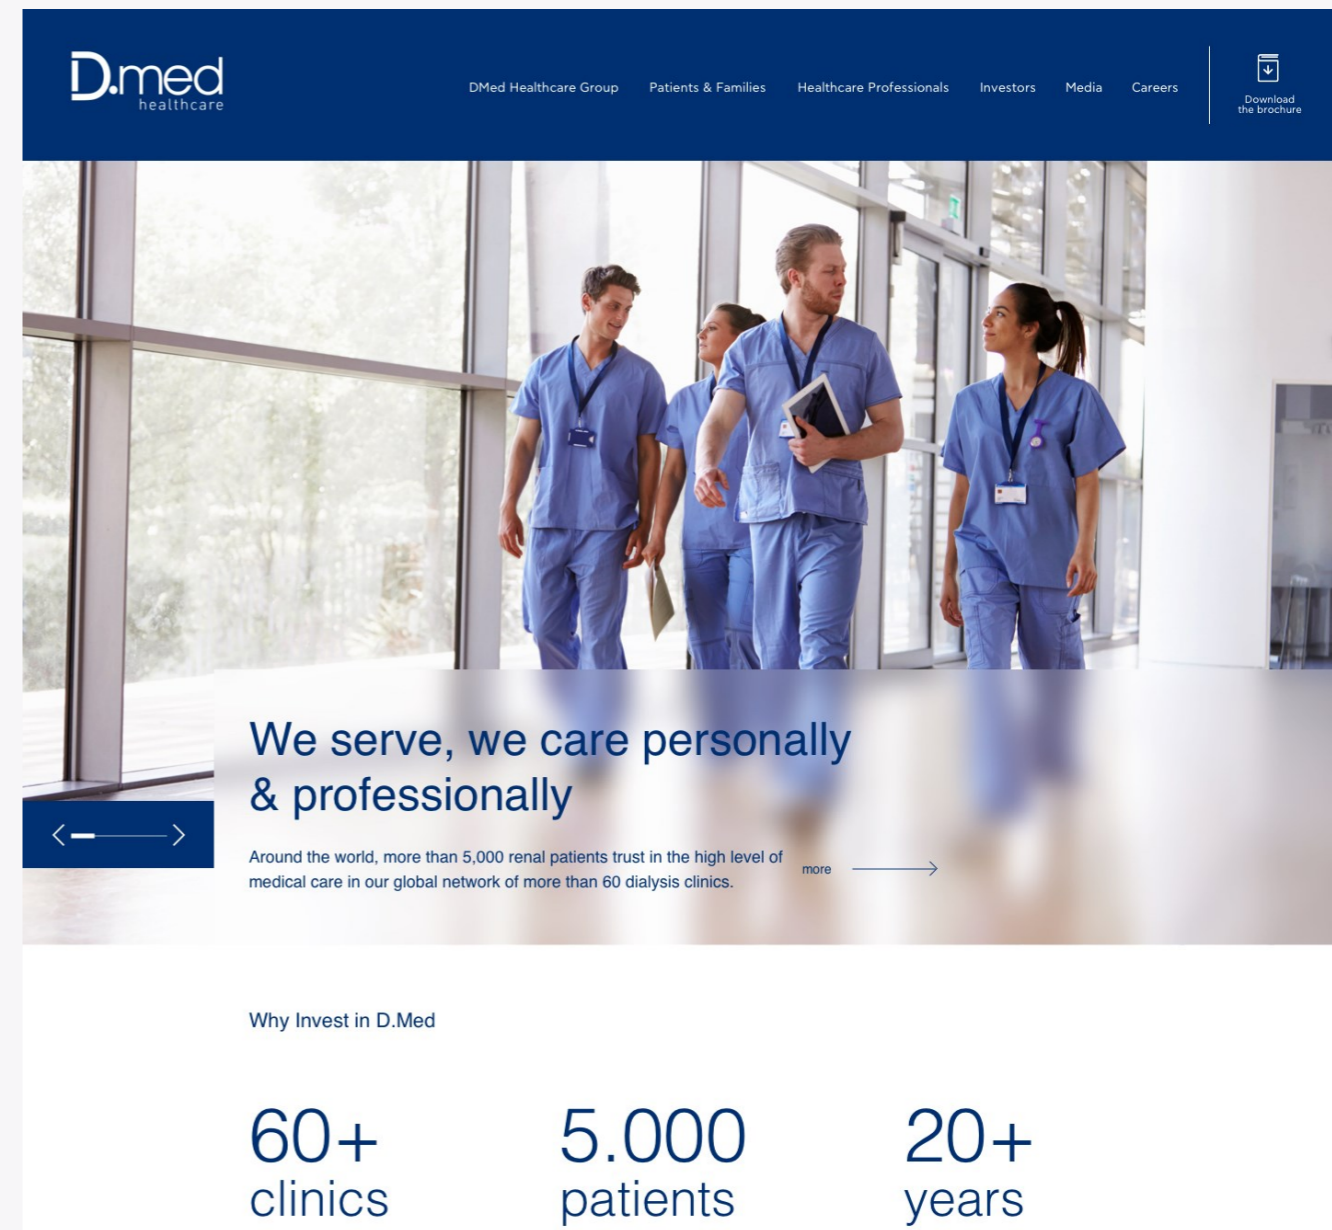 D.med
healthcare
DMed Healthcare Group
Patients & Families
Healthcare Professionals
Investors
Media
Careers
Download
the brochure
We serve, we care personally
& professionally
Around the world, more than 5,000 renal patients trust in the high level of
medical care in our global network of more than 60 dialysis clinics.
more
Why Invest in D.Med
60+
clinics
5.000
patients
20+
years